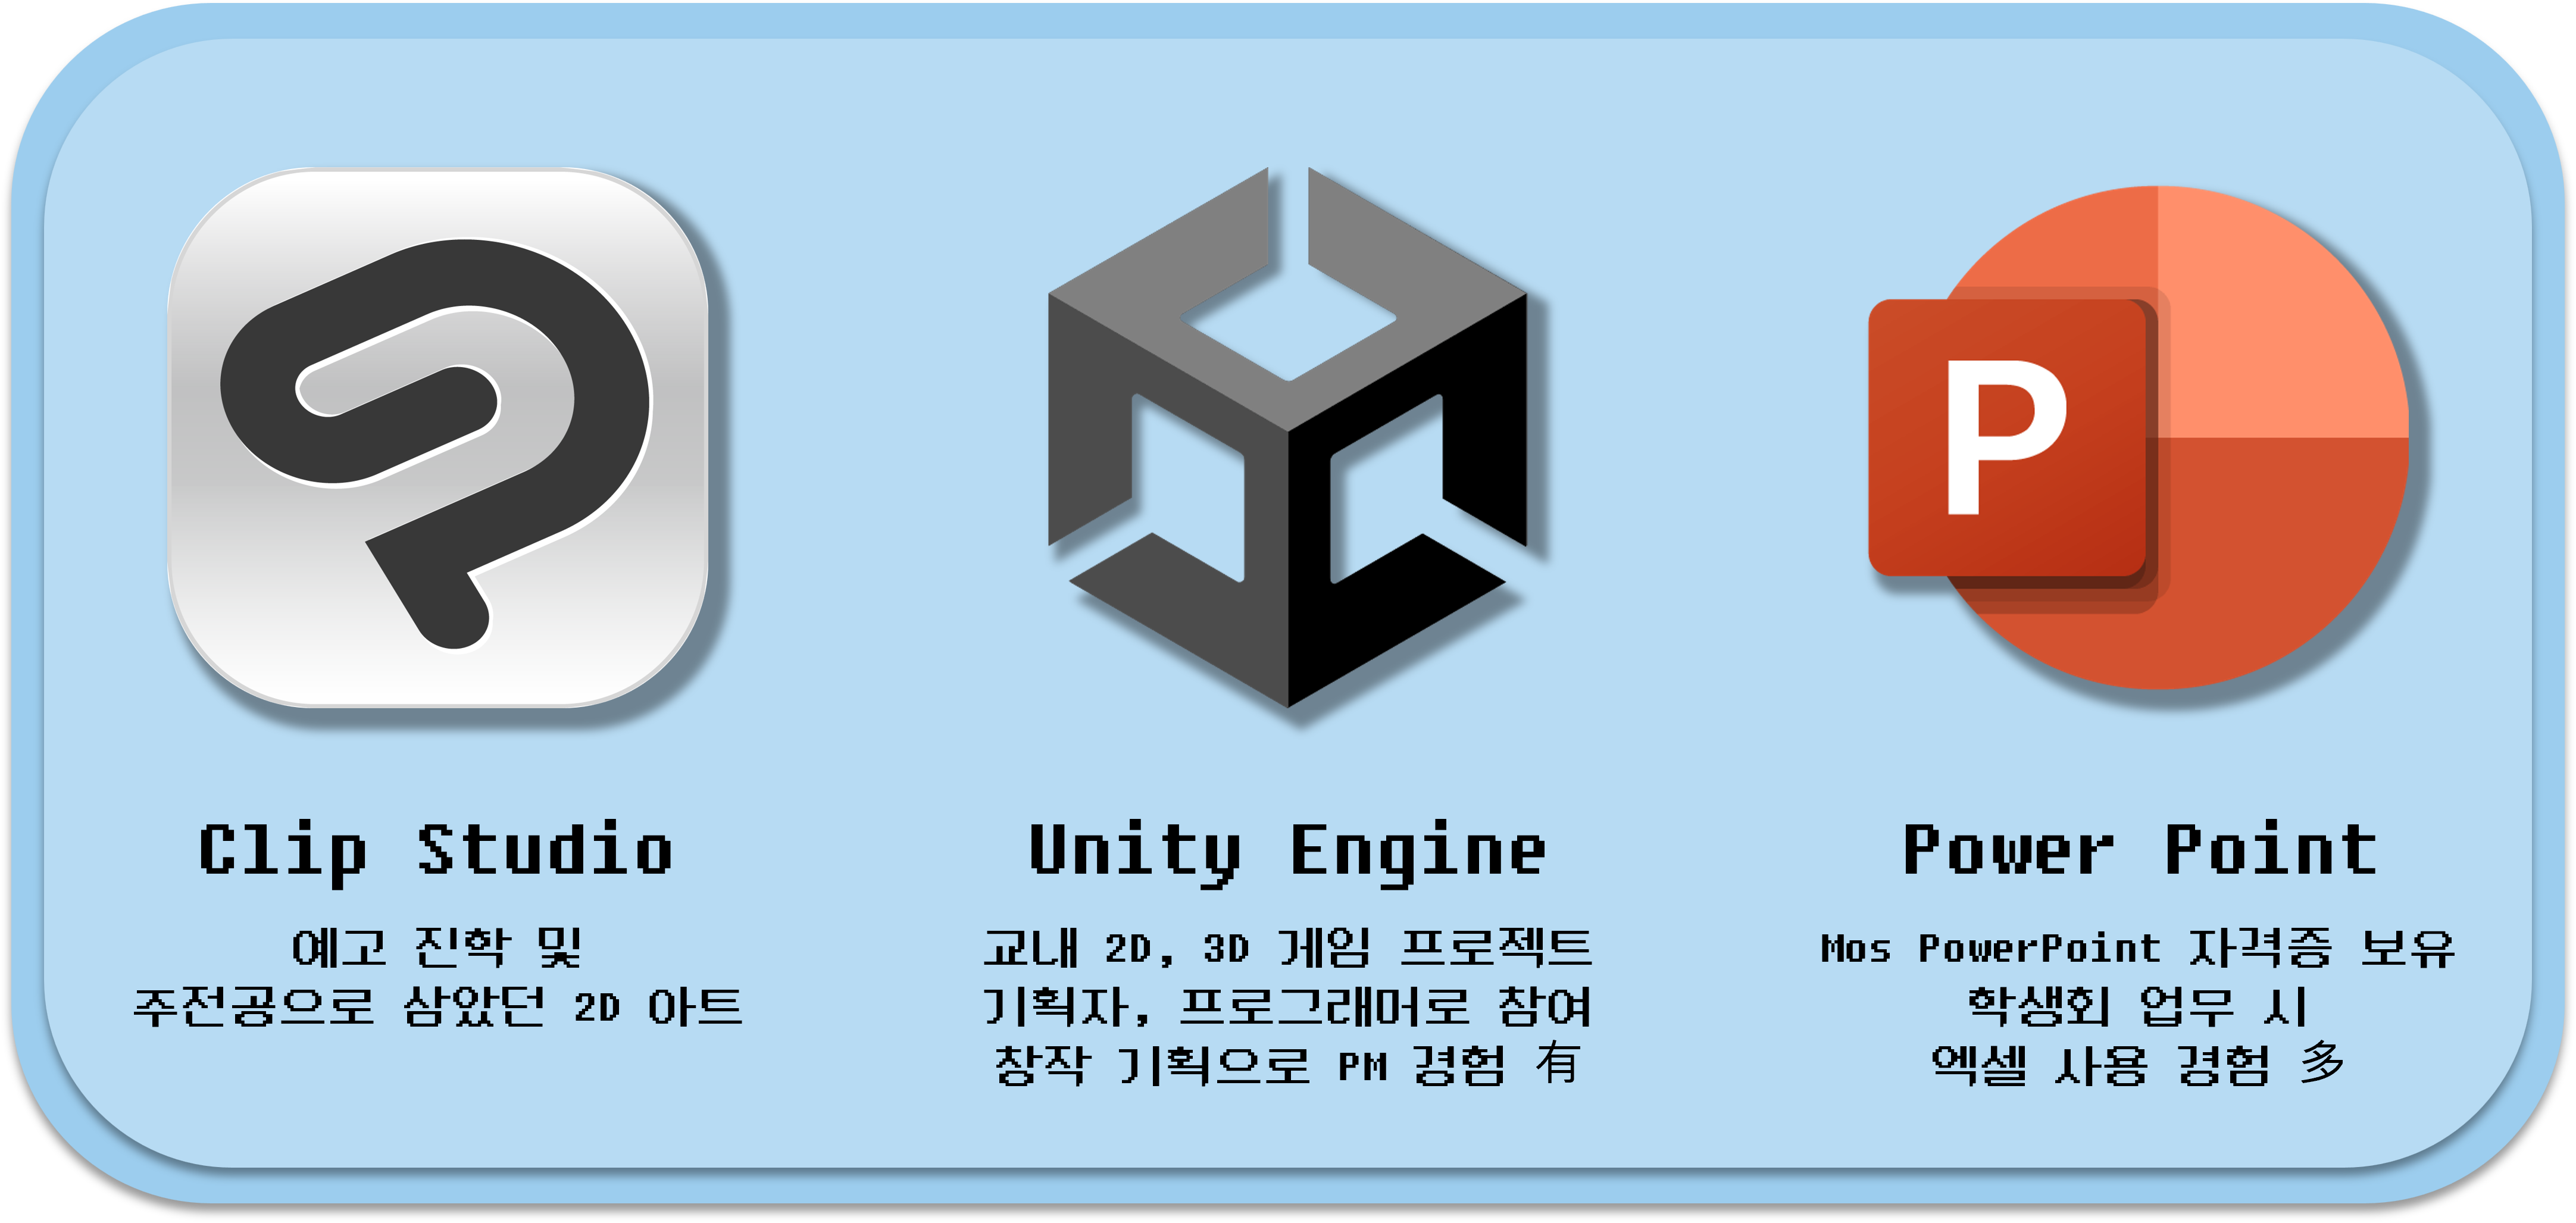 P
Clip Studio
예고 진학 및
주전공으로 삼았던 2D 아트
Unity Engine
교내 2D, 3D 게임 프로젝트
기획자, 프로그래머로 참여
창작 기획으로 PM 경험 有
Power Point
Mos PowerPoint 자격증 보유
학생회 업무 시
엑셀 사용 경험 多